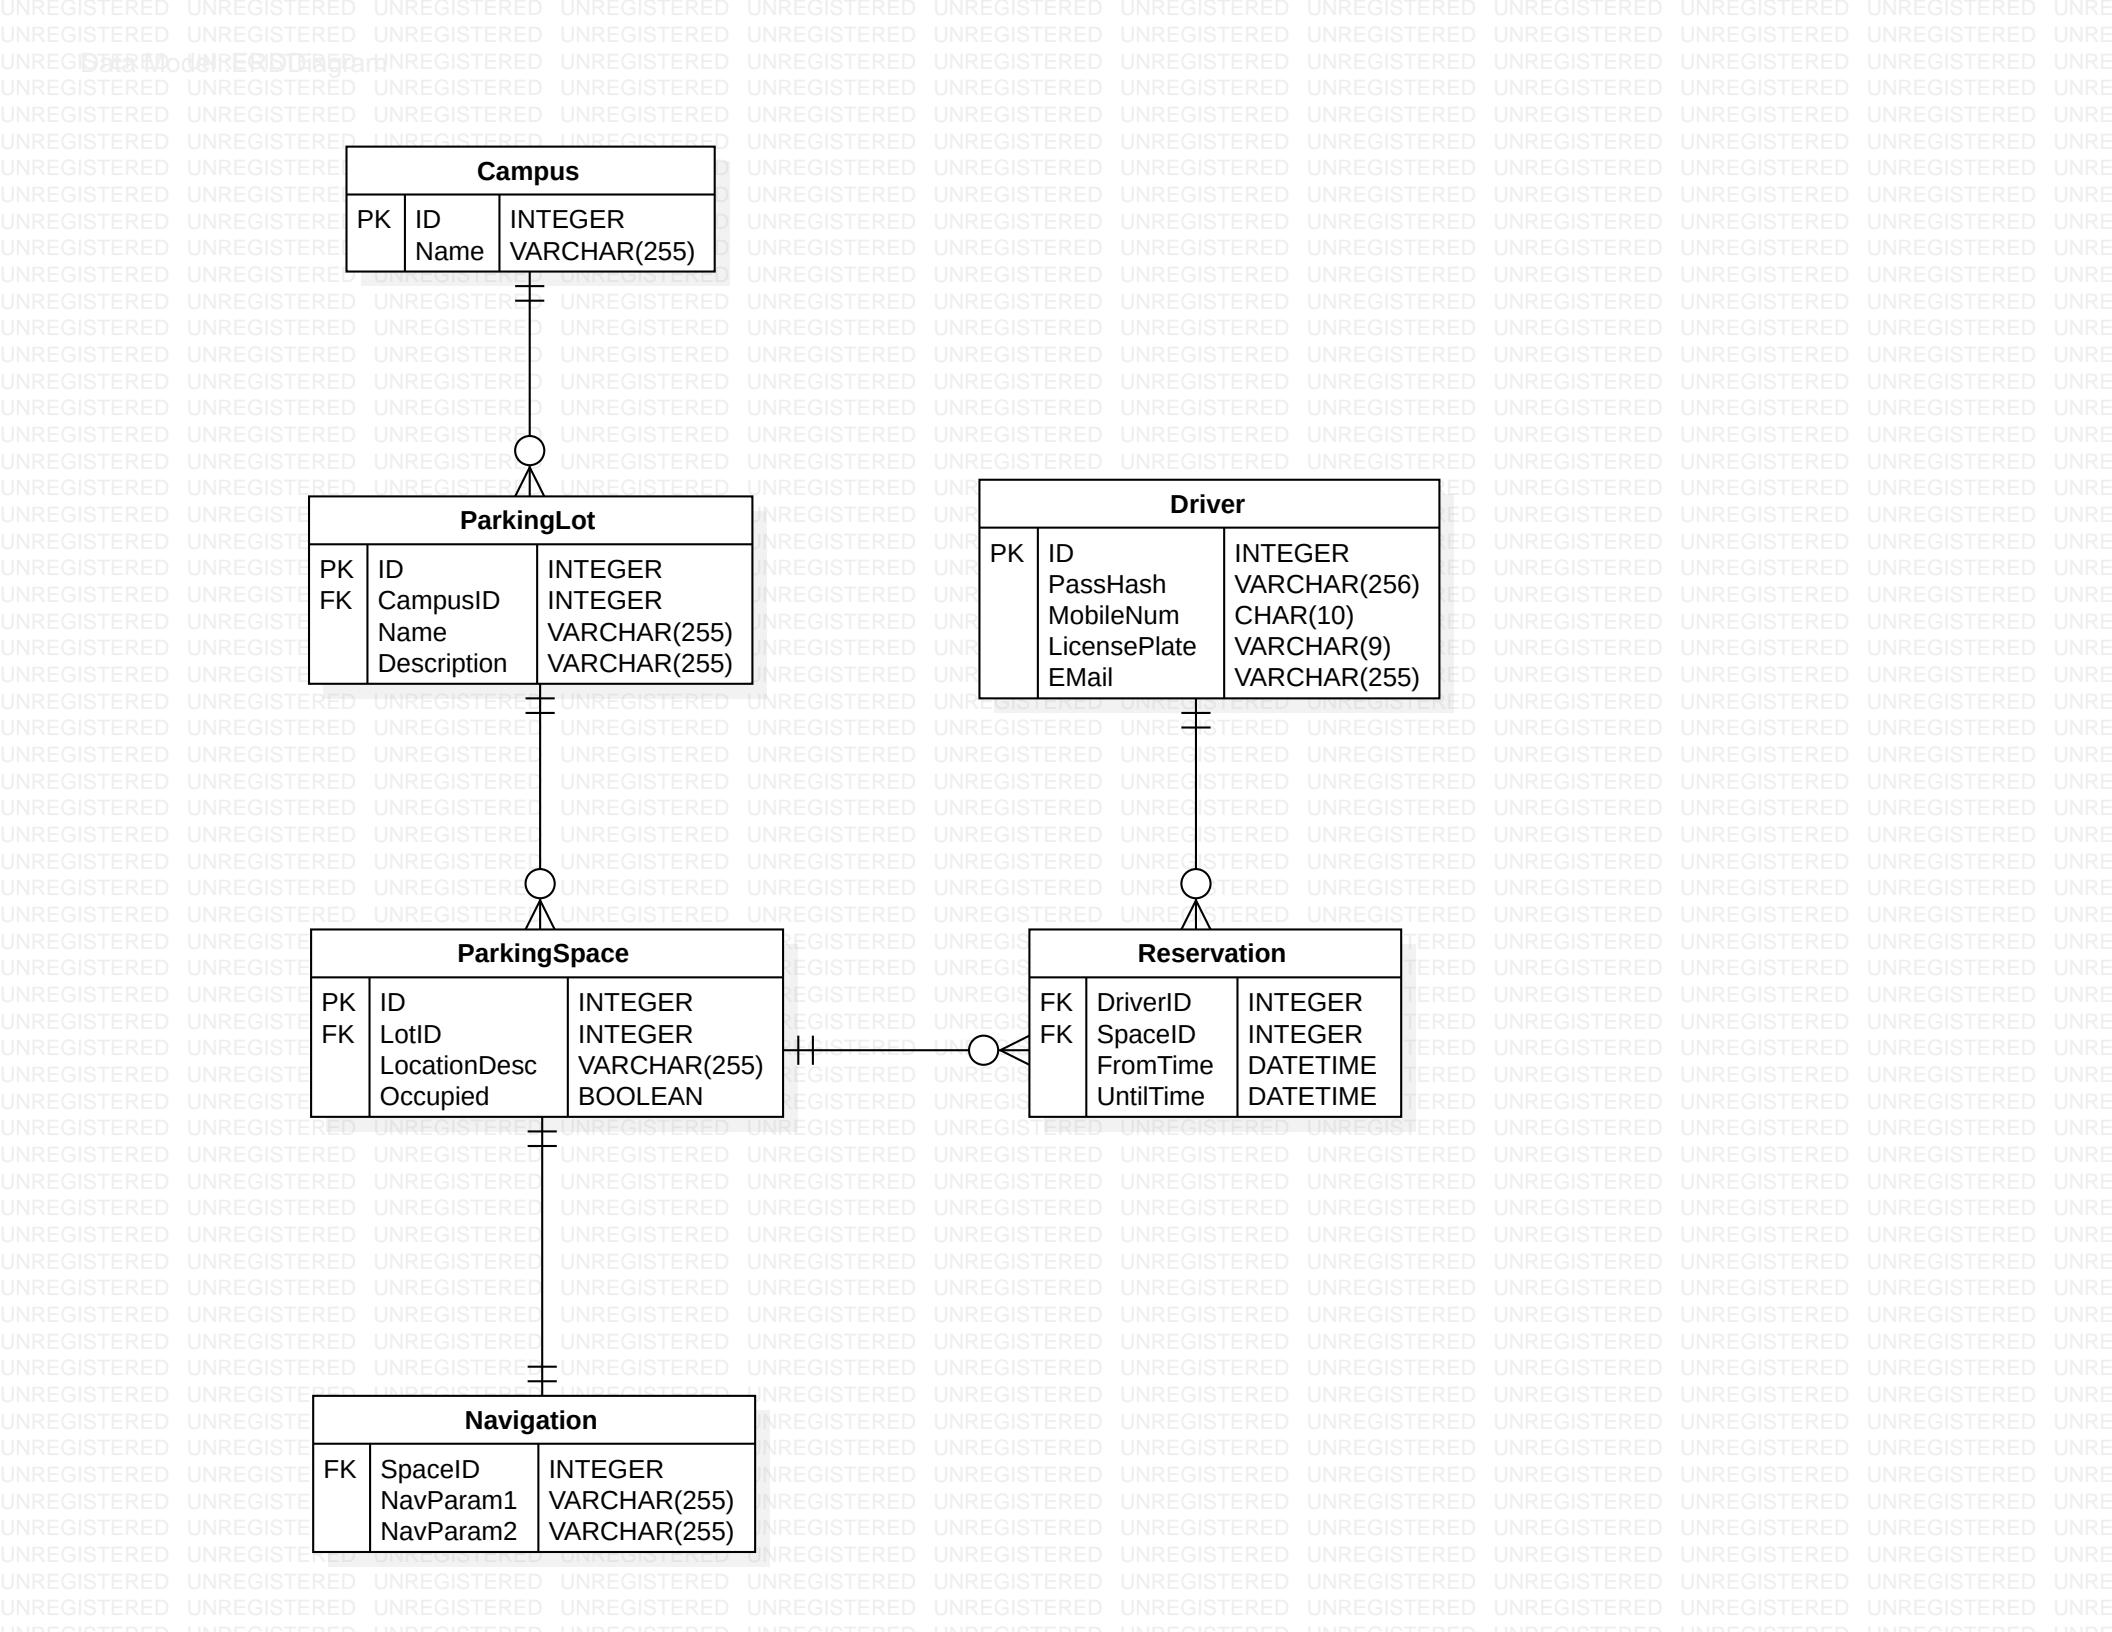 Data Model::ERDDiagram
Campus
PK ID INTEGER
Name VARCHAR(255)
ParkingLot
PK ID INTEGER
FK CampusID INTEGER
Name VARCHAR(255)
Description VARCHAR(255)
Driver
PK ID INTEGER
PassHash VARCHAR(256)
MobileNum CHAR(10)
LicensePlate VARCHAR(9)
EMail VARCHAR(255)
ParkingSpace
PK ID INTEGER
FK LotID INTEGER
LocationDesc VARCHAR(255)
Occupied BOOLEAN
Reservation
FK DriverID INTEGER
FK SpaceID INTEGER
FromTime DATETIME
UntilTime DATETIME
Navigation
FK SpaceID INTEGER
NavParam1 VARCHAR(255)
NavParam2 VARCHAR(255)
UNREGISTERED